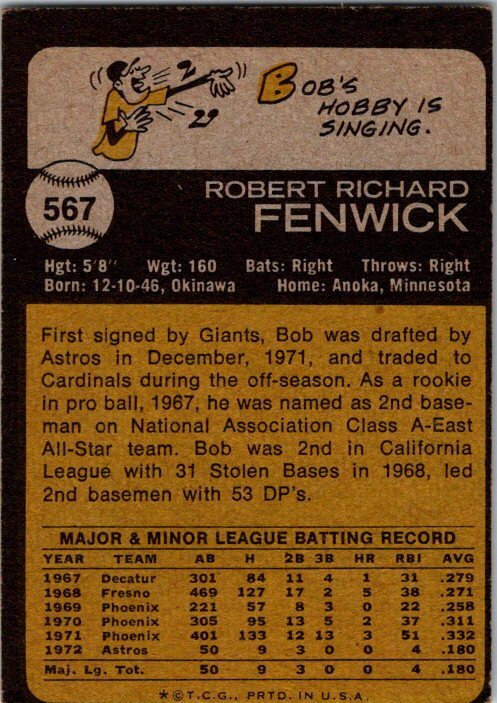 BOB'S
HOBBY IS
SINGING.
567
ROBERT RICHARD
FENWICK
Hgt: 5'8" Wgt: 160 Bats: Right Throws: Right
Born: 12-10-46, Okinawa Home: Anoka, Minnesota
First signed by Giants, Bob was drafted by
Astros in December, 1971, and traded to
Cardinals during the off-season. As a rookie
in pro ball, 1967, he was named as 2nd base-
man on National Association Class A-East
All-Star team. Bob was 2nd in California
League with 31 Stolen Bases in 1968, led
2nd basemen with 53 DP's.
MAJOR & MINOR LEAGUE BATTING RECORD
YEAR TEAM AB H 2B 3B HR RBI AVG
1967 Decatur 301 84 11 4 1 31 .279
1968 Fresno 469 127 17 2 5 38 .271
1969 Phoenix 221 57 8 3 0 22 .258
1970 Phoenix 305 95 13 5 2 37 .311
1971 Phoenix 401 133 12 13 3 51 .332
1972 Astros 50 9 3 0 0 4 .180
Maj. Lg. Tot. 50 9 3 0 0 4 .180
*©T.C.G., PRTD. IN U.S.A.